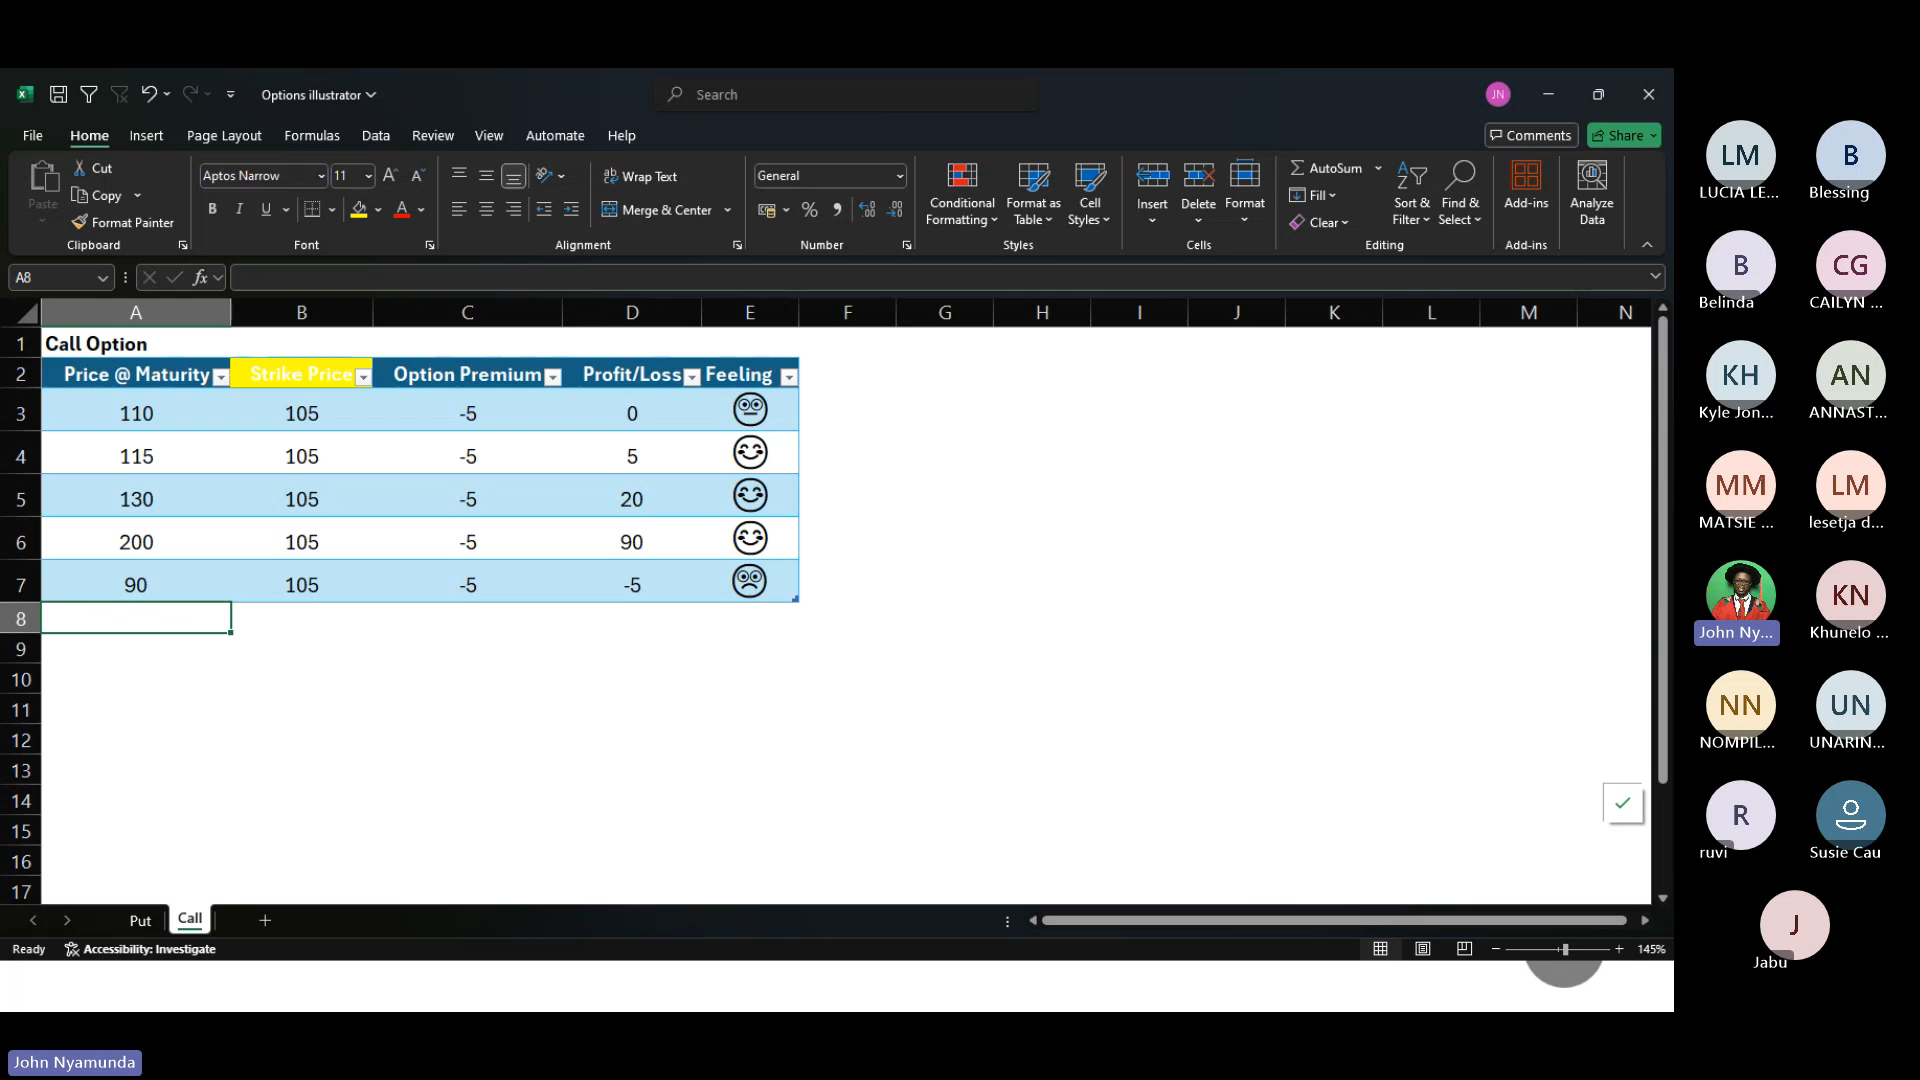 Options illustrator
Search
JN
File Home Insert Page Layout Formulas Data Review View Automate Help
Comments Share
Paste
Cut
Copy
Format Painter
Clipboard
Aptos Narrow 11
B I U
Font
Wrap Text
Merge & Center
Alignment
General
Number
Conditional Formatting
Format as Table
Cell Styles
Styles
Insert Delete Format
Cells
AutoSum
Fill
Clear
Sort & Filter
Find & Select
Editing
Add-ins
Add-ins
Analyze Data
A8 fx
A B C D E F G H I J K L M N
1 Call Option
2 Price @ Maturity Strike Price Option Premium Profit/Loss Feeling
3 110 105 -5 0
4 115 105 -5 5
5 130 105 -5 20
6 200 105 -5 90
7 90 105 -5 -5
8
9
10
11
12
13
14
15
16
17
Put Call
Ready Accessibility: Investigate 145%
LM B
LUCIA LE... Blessing
B CG
Belinda CAILYN ...
KH AN
Kyle Jon... ANNAST...
MM LM
MATSIE ... lesetja d...
KN
John Ny... Khunelo ...
NN UN
NOMPIL... UNARIN...
R
ruvi Susie Cau
J
Jabu
John Nyamunda